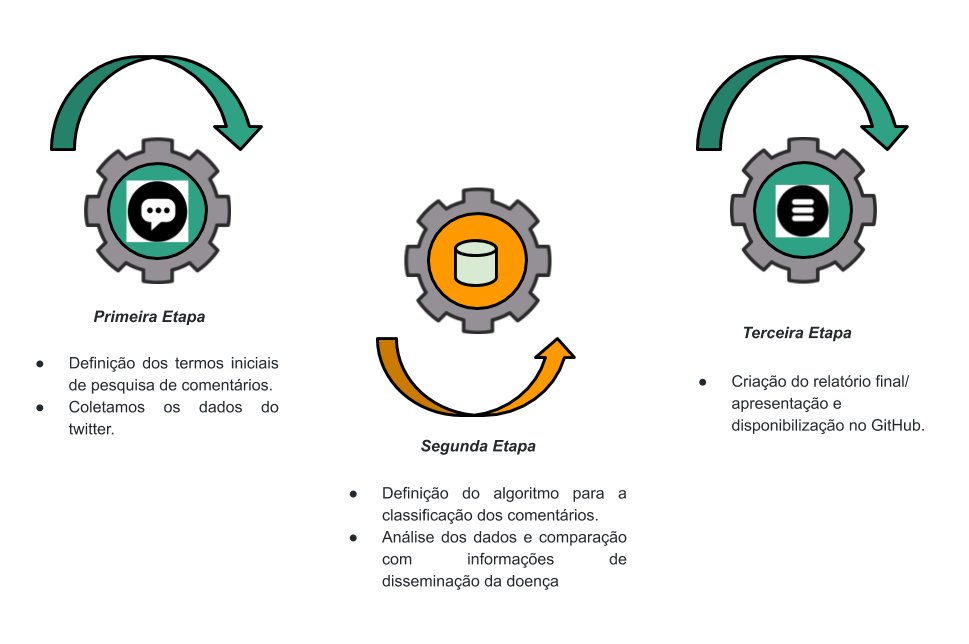 Primeira Etapa
● Definição dos termos iniciais
de pesquisa de comentários.
● Coletamos os dados do
twitter.
Segunda Etapa
● Definição do algoritmo para a
classificação dos comentários.
● Análise dos dados e comparação
com informações de
disseminação da doença
Terceira Etapa
● Criação do relatório final/
apresentação e
disponibilização no GitHub.